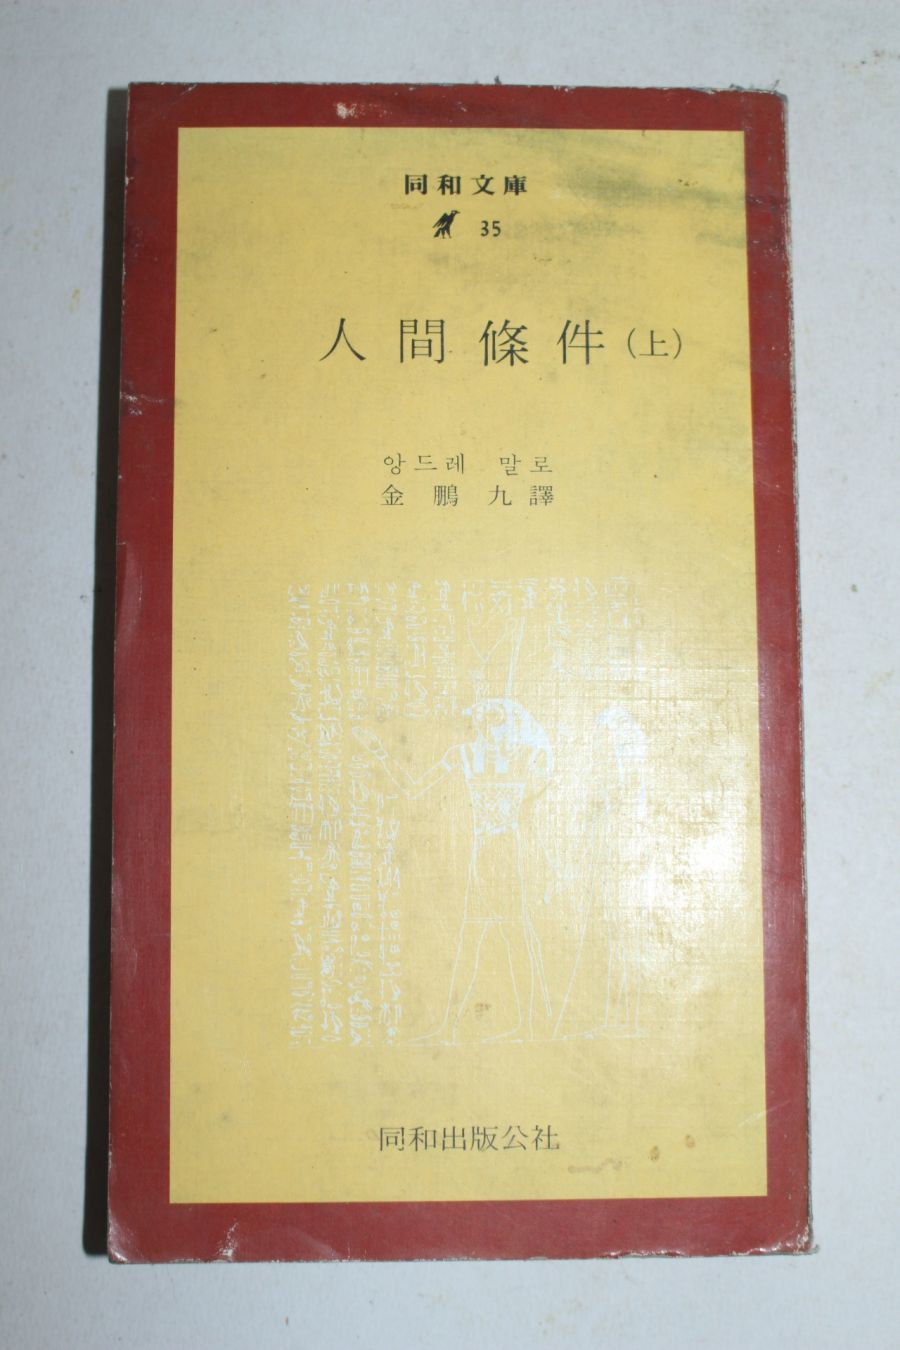 同和文庫
35
人間條件(上)
앙드레 말로
金鵬九譯
同和出版公社